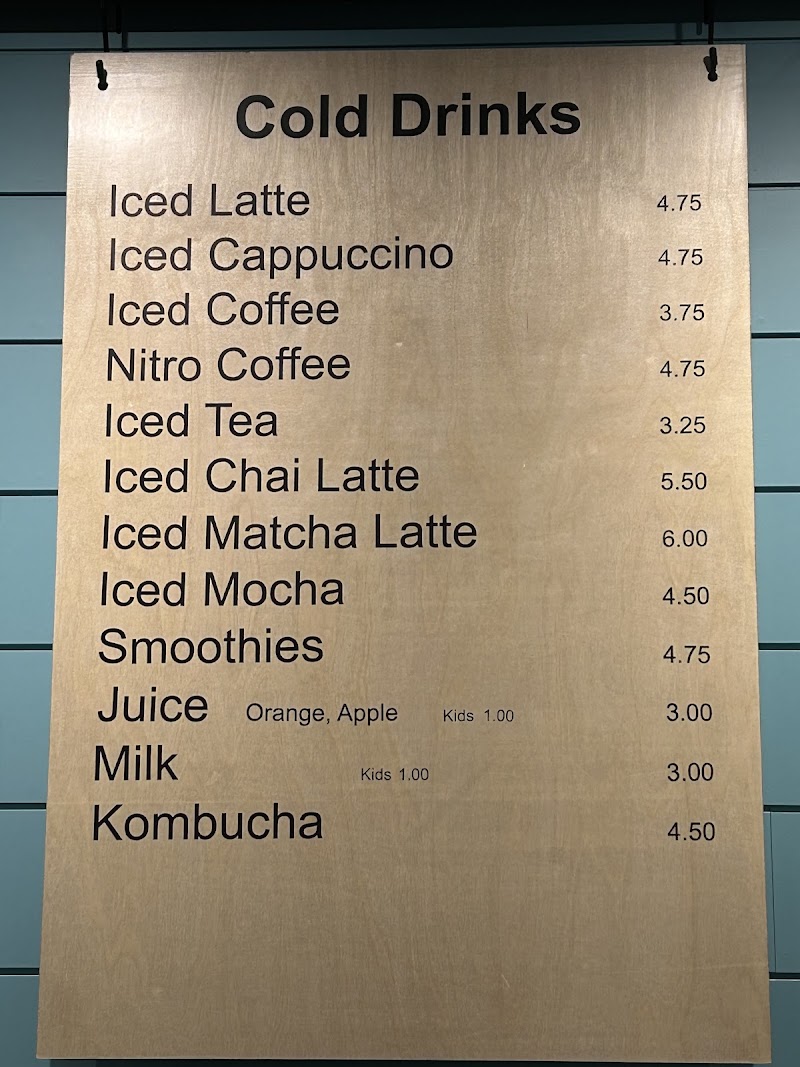 Cold Drinks
Iced Latte 4.75
Iced Cappuccino 4.75
Iced Coffee 3.75
Nitro Coffee 4.75
Iced Tea 3.25
Iced Chai Latte 5.50
Iced Matcha Latte 6.00
Iced Mocha 4.50
Smoothies 4.75
Juice Orange, Apple Kids 1.00 3.00
Milk Kids 1.00 3.00
Kombucha 4.50